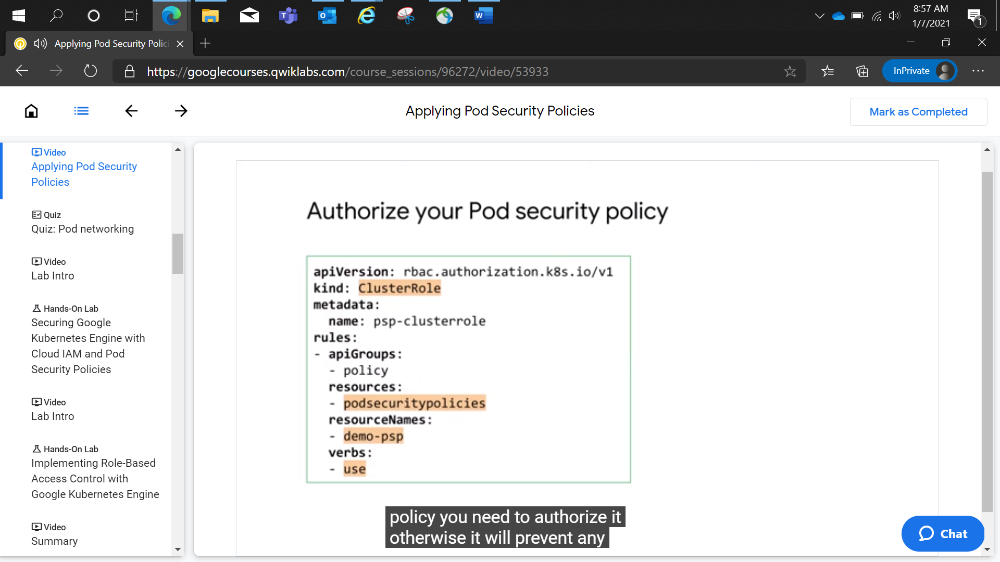 8:57 AM
1/7/2021
1
Applying Pod Security Polici
https://googlecourses.qwiklabs.com/course_sessions/96272/video/53933
InPrivate
Applying Pod Security Policies
Mark as Completed
Video
Applying Pod Security
Policies
Quiz
Quiz: Pod networking
Video
Lab Intro
Hands-On Lab
Securing Google
Kubernetes Engine with
Cloud IAM and Pod
Security Policies
Video
Lab Intro
Hands-On Lab
Implementing Role-Based
Access Control with
Google Kubernetes Engine
Video
Summary
Authorize your Pod security policy
apiVersion: rbac.authorization.k8s.io/v1
kind: ClusterRole
metadata:
  name: psp-clusterrole
rules:
- apiGroups:
  - policy
  resources:
  - podsecuritypolicies
  resourceNames:
  - demo-psp
  verbs:
  - use
policy you need to authorize it
otherwise it will prevent any
Chat